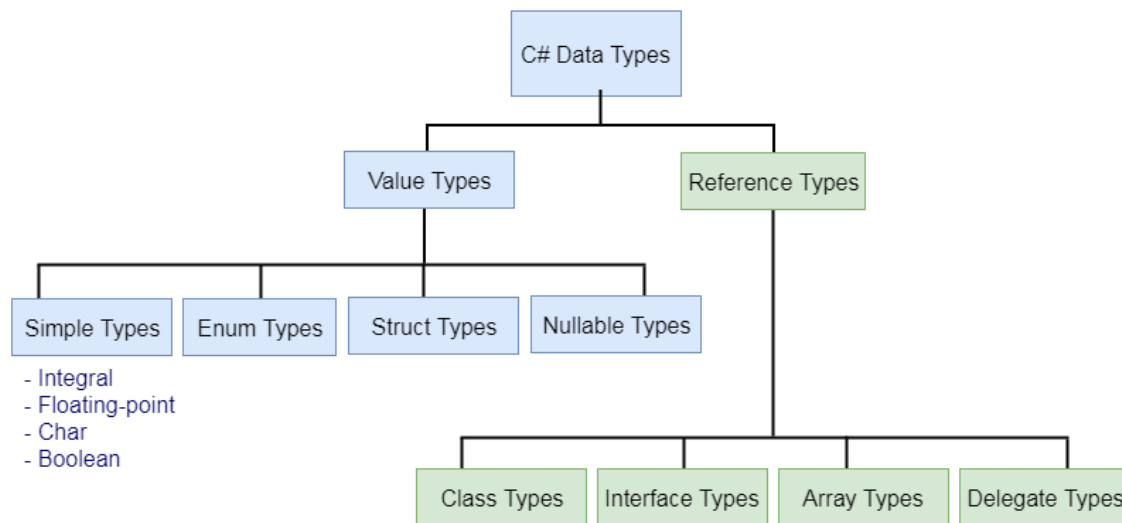 C# Data Types
Value Types
Reference Types
Simple Types
Enum Types
Struct Types
Nullable Types
- Integral
- Floating-point
- Char
- Boolean
Class Types
Interface Types
Array Types
Delegate Types